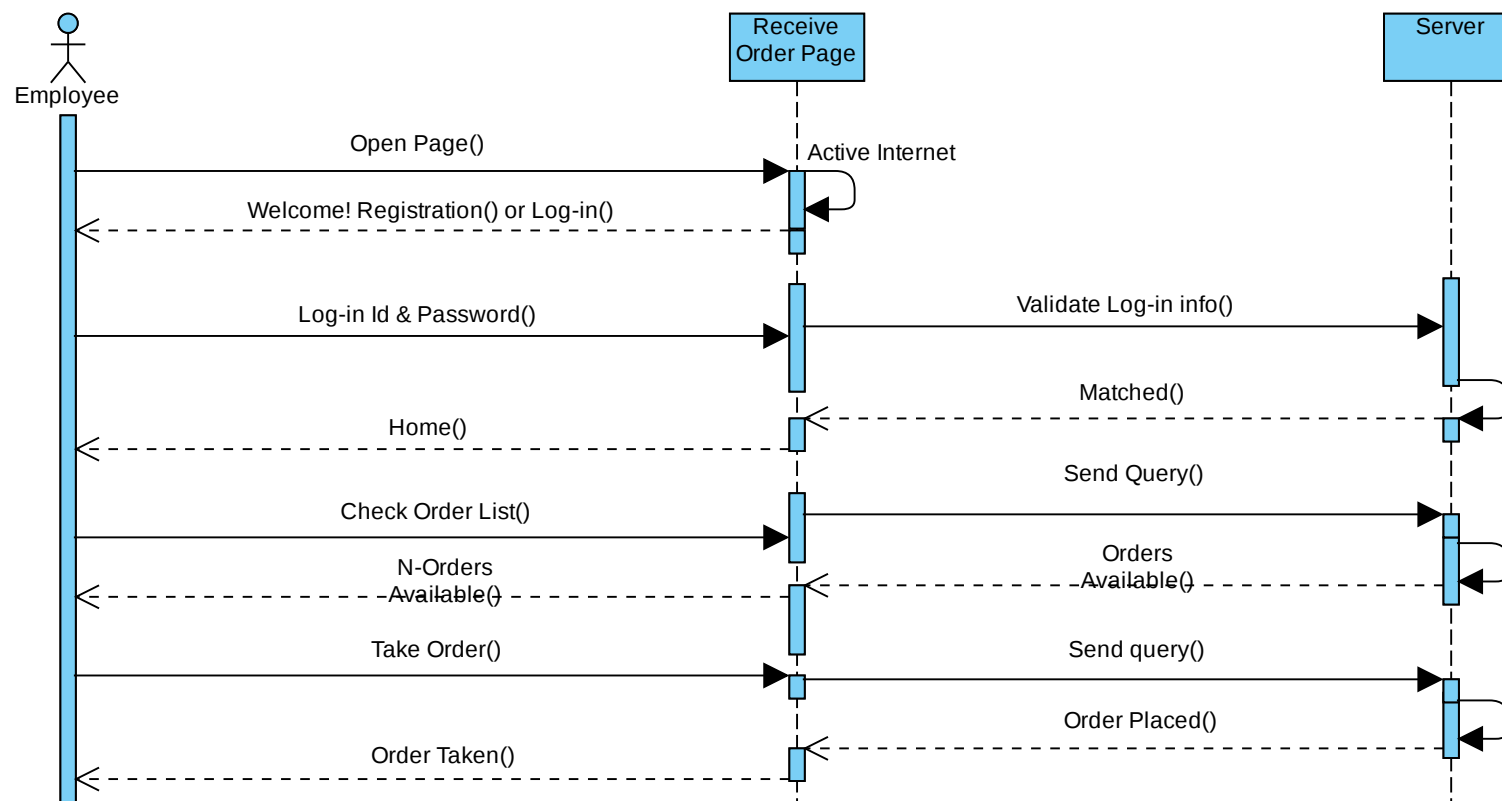 Receive
Order Page
Server
Employee
Open Page()
Active Internet
Welcome! Registration() or Log-in()
Validate Log-in info()
Log-in Id & Password()
Matched()
Home()
Send Query()
Check Order List()
Orders
Available()
N-Orders
Available()
Take Order()
Send query()
Order Placed()
Order Taken()